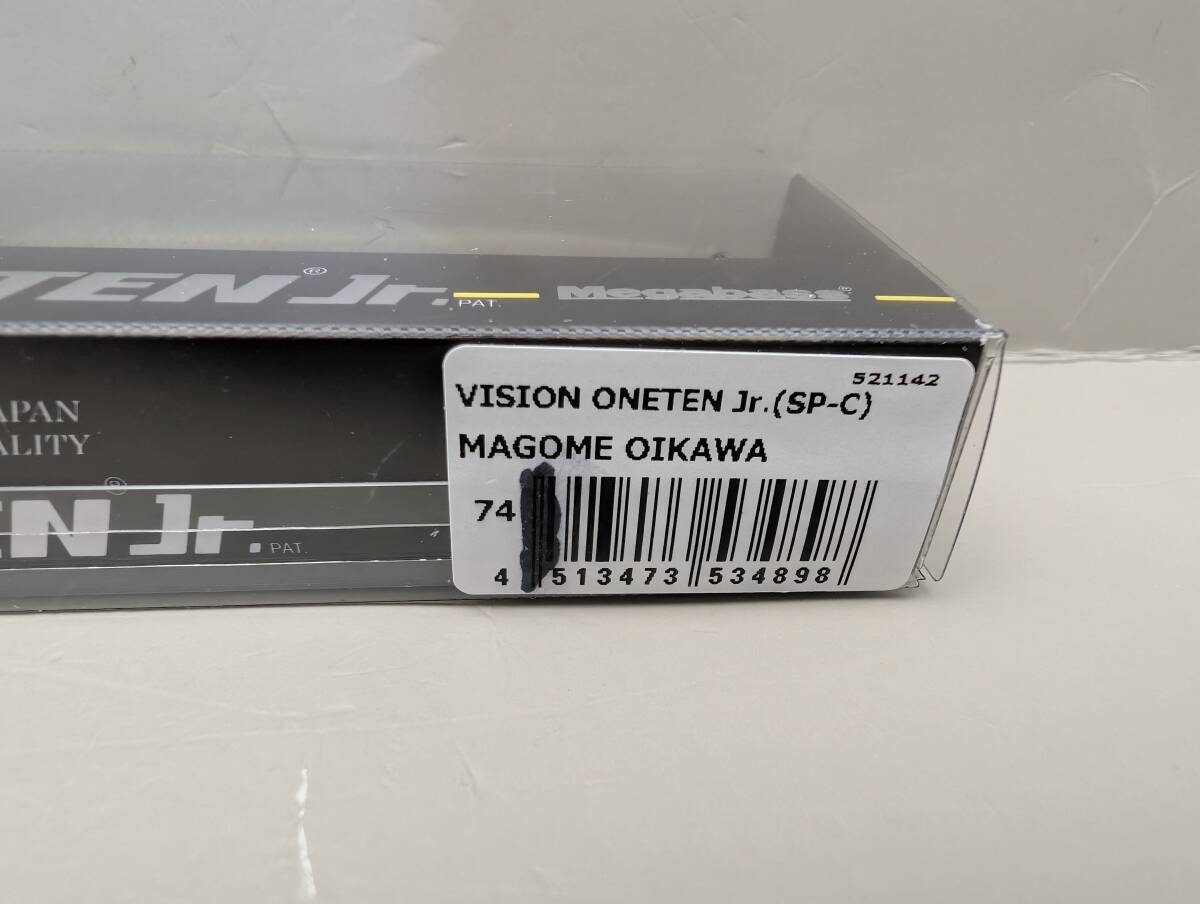 TEN Jr.® PAT. Megabass®
521142
VISION ONETEN Jr.(SP-C)
MAGOME OIKAWA
74
4 513473 534898
APAN
ALITY
EN Jr.® PAT.